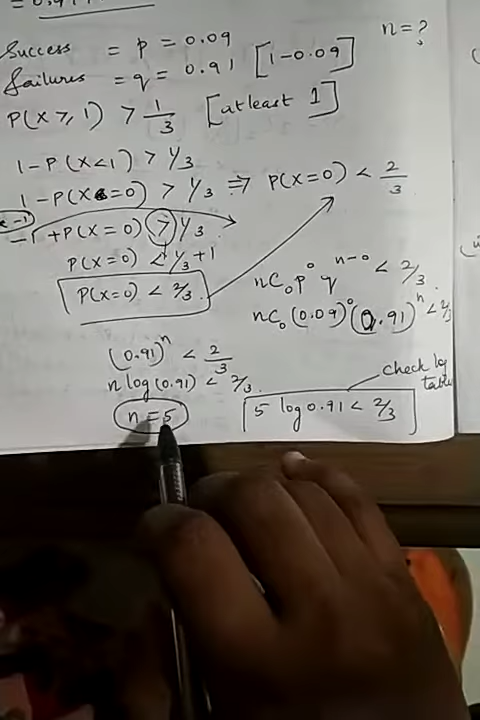 n = ?
Success = p = 0.09
Failures = q = 0.91 [1-0.09]
P(X ≥ 1) > 1/3 [atleast 1]
1 - P(X<1) > 1/3
1 - P(X=0) > 1/3 ⇒ P(X=0) < 2/3
-1 + P(X=0) > 1/3
P(X=0) < 1/3 + 1
P(X=0) < 2/3
nC₀ p⁰ qⁿ⁻⁰ < 2/3.
nC₀ (0.09)⁰ (0.91)ⁿ < 2/3
(0.91)ⁿ < 2/3
n log(0.91) < 2/3.
check log table
n = 5
5 log 0.91 < 2/3